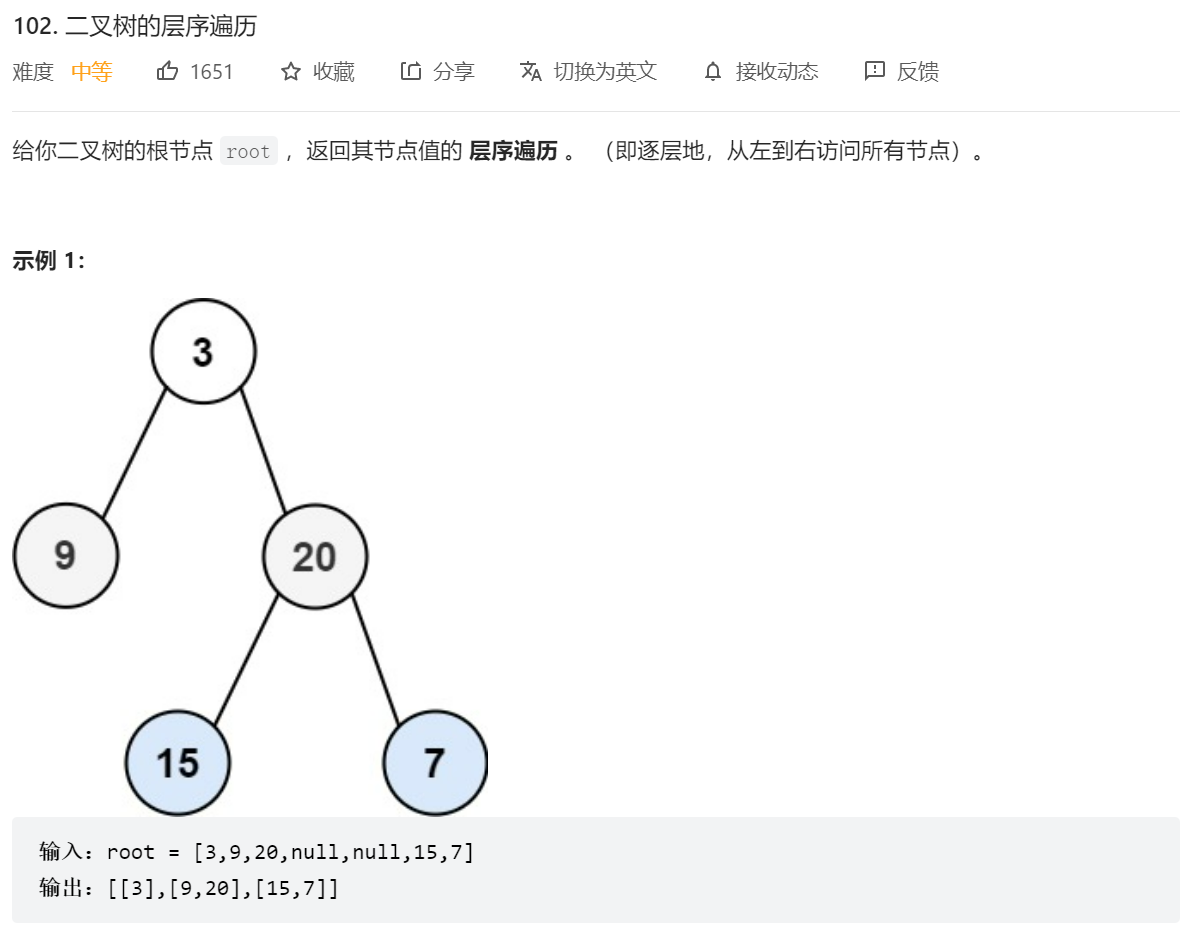 102. 二叉树的层序遍历
难度 中等 1651 收藏 分享 切换为英文 接收动态 反馈
给你二叉树的根节点 root ，返回其节点值的 层序遍历 。 （即逐层地，从左到右访问所有节点）。
示例 1：
3
9 20
15 7
输入：root = [3,9,20,null,null,15,7]
输出：[[3],[9,20],[15,7]]